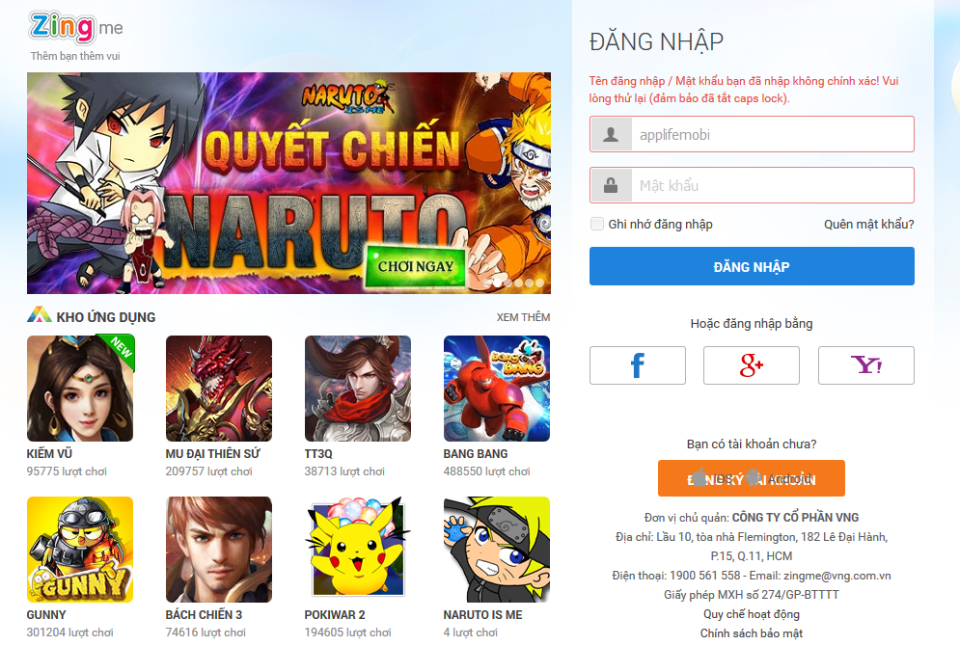 Zing me
Thêm bạn thêm vui
NARUTO
IS ME
QUYẾT CHIẾN
NARUTO
CHƠI NGAY
KHO ỨNG DỤNG
XEM THÊM
NEW
BANG BANG
KIẾM VŨ
MU ĐẠI THIÊN SỨ
TT3Q
BANG BANG
95775 lượt chơi
209757 lượt chơi
38713 lượt chơi
488550 lượt chơi
GUNNY
GUNNY
BÁCH CHIẾN 3
POKIWAR 2
NARUTO IS ME
301204 lượt chơi
74616 lượt chơi
194605 lượt chơi
4 lượt chơi
ĐĂNG NHẬP
Tên đăng nhập / Mật khẩu bạn đã nhập không chính xác! Vui
lòng thử lại (đảm bảo đã tắt caps lock).
applifemobi
Mật khẩu
Ghi nhớ đăng nhập
Quên mật khẩu?
ĐĂNG NHẬP
Hoặc đăng nhập bằng
f
g+
Y!
Bạn có tài khoản chưa?
ĐĂNG KÝ TÀI KHOẢN
Đơn vị chủ quản: CÔNG TY CỔ PHẦN VNG
Địa chỉ: Lầu 10, tòa nhà Flemington, 182 Lê Đại Hành,
P.15, Q.11, HCM
Điện thoại: 1900 561 558 - Email: zingme@vng.com.vn
Giấy phép MXH số 274/GP-BTTTT
Quy chế hoạt động
Chính sách bảo mật